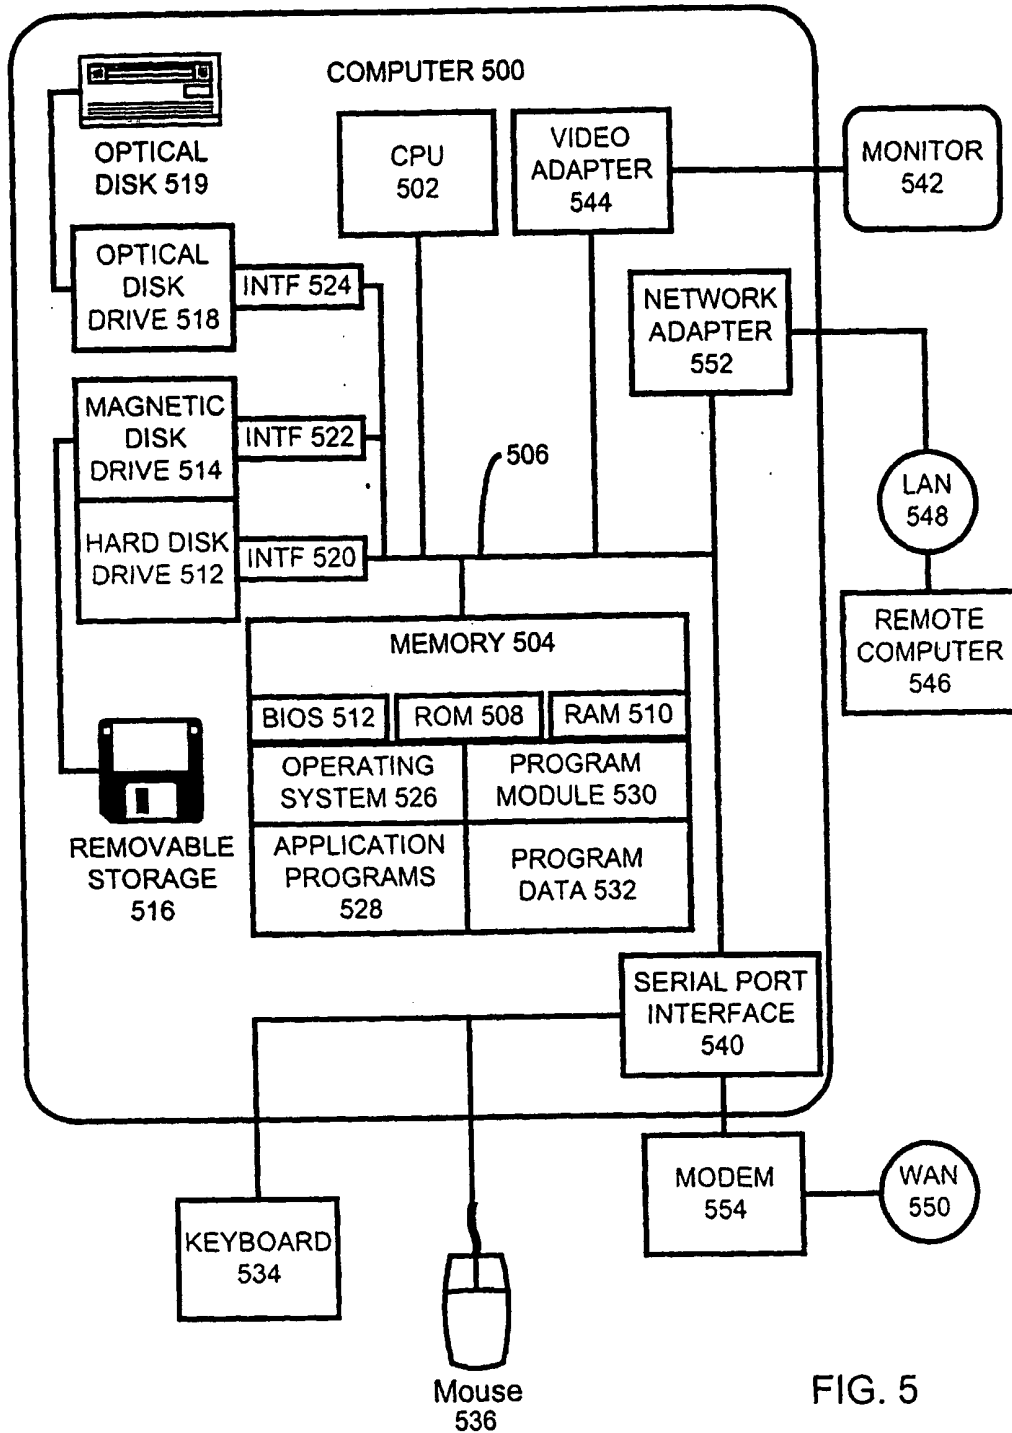 COMPUTER 500
OPTICAL
DISK 519
CPU
502
VIDEO
ADAPTER
544
MONITOR
542
OPTICAL
DISK
DRIVE 518
INTF 524
NETWORK
ADAPTER
552
MAGNETIC
DISK
DRIVE 514
INTF 522
506
LAN
548
HARD DISK
DRIVE 512
INTF 520
REMOTE
COMPUTER
546
MEMORY 504
BIOS 512
ROM 508
RAM 510
OPERATING
SYSTEM 526
PROGRAM
MODULE 530
REMOVABLE
STORAGE
516
APPLICATION
PROGRAMS
528
PROGRAM
DATA 532
SERIAL PORT
INTERFACE
540
MODEM
554
WAN
550
KEYBOARD
534
Mouse
536
FIG. 5